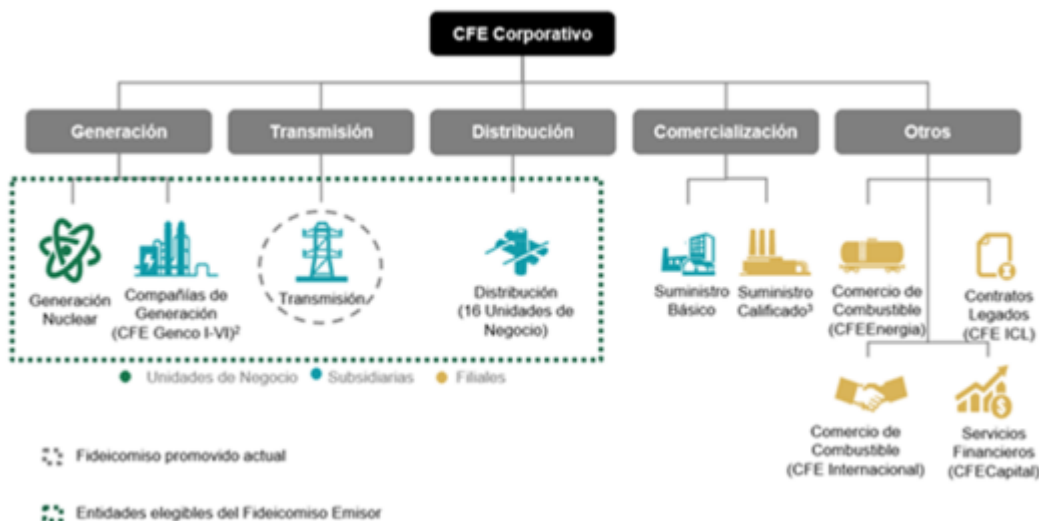 CFE Corporativo
Generación
Transmisión
Distribución
Comercialización
Otros
Generación
Nuclear
Compañías de
Generación
(CFE Genco I-VI)²
Transmisión
Distribución
(16 Unidades de
Negocio)
Suministro
Básico
Suministro
Calificado³
Comercio de
Combustible
(CFEEnergia)
Contratos
Legados
(CFE ICL)
Comercio de
Combustible
(CFE Internacional)
Servicios
Financieros
(CFECapital)
Unidades de Negocio
Subsidiarias
Filiales
Fideicomiso promovido actual
Entidades elegibles del Fideicomiso Emisor